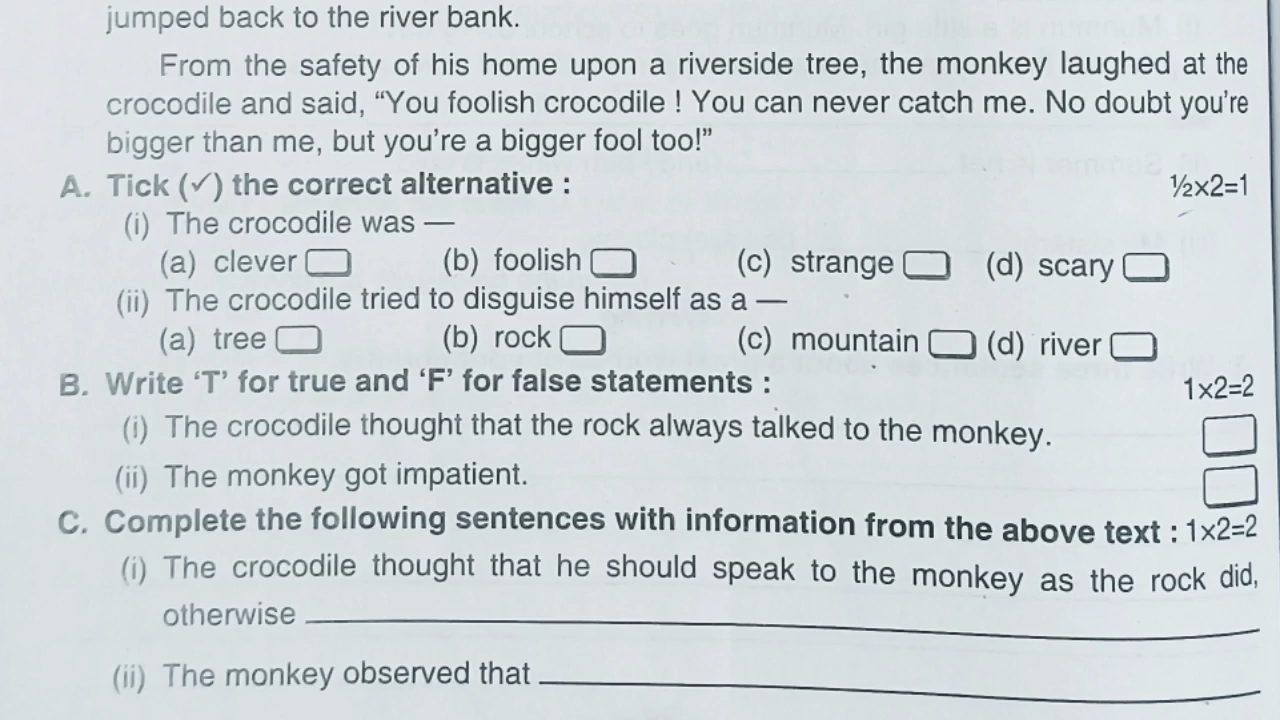 jumped back to the river bank.
From the safety of his home upon a riverside tree, the monkey laughed at the
crocodile and said, “You foolish crocodile ! You can never catch me. No doubt you’re
bigger than me, but you’re a bigger fool too!”
A. Tick (✓) the correct alternative : ½×2=1
(i) The crocodile was —
(a) clever (b) foolish (c) strange (d) scary
(ii) The crocodile tried to disguise himself as a —
(a) tree (b) rock (c) mountain (d) river
B. Write ‘T’ for true and ‘F’ for false statements : 1×2=2
(i) The crocodile thought that the rock always talked to the monkey.
(ii) The monkey got impatient.
C. Complete the following sentences with information from the above text : 1×2=2
(i) The crocodile thought that he should speak to the monkey as the rock did,
otherwise
(ii) The monkey observed that